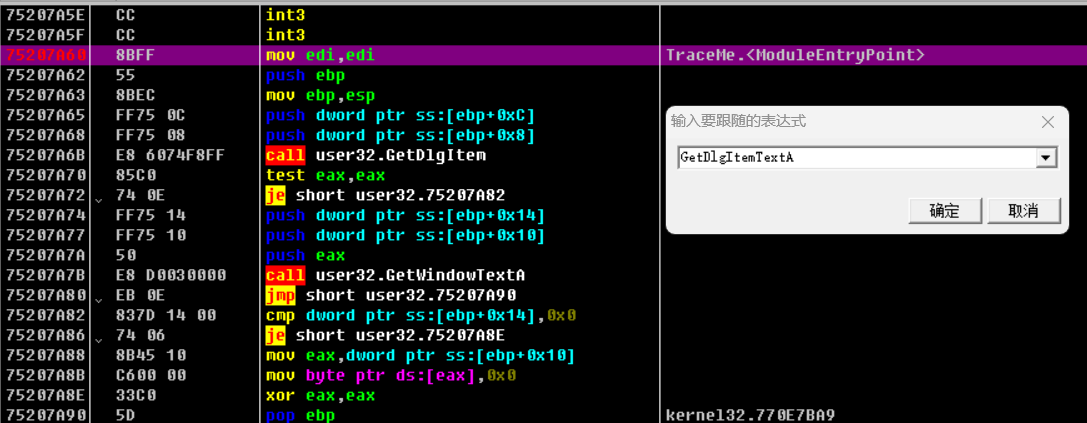 75207A5E CC int3
75207A5F CC int3
75207A60 8BFF mov edi,edi TraceMe.<ModuleEntryPoint>
75207A62 55 push ebp
75207A63 8BEC mov ebp,esp
75207A65 FF75 0C push dword ptr ss:[ebp+0xC]
75207A68 FF75 08 push dword ptr ss:[ebp+0x8]
75207A6B E8 6074F8FF call user32.GetDlgItem
75207A70 85C0 test eax,eax
75207A72 74 0E je short user32.75207A82
75207A74 FF75 14 push dword ptr ss:[ebp+0x14]
75207A77 FF75 10 push dword ptr ss:[ebp+0x10]
75207A7A 50 push eax
75207A7B E8 D0030000 call user32.GetWindowTextA
75207A80 EB 0E jmp short user32.75207A90
75207A82 837D 14 00 cmp dword ptr ss:[ebp+0x14],0x0
75207A86 74 06 je short user32.75207A8E
75207A88 8B45 10 mov eax,dword ptr ss:[ebp+0x10]
75207A8B C600 00 mov byte ptr ds:[eax],0x0
75207A8E 33C0 xor eax,eax
75207A90 5D pop ebp kernel32.770E7BA9
输入要跟随的表达式
GetDlgItemTextA
确定 取消